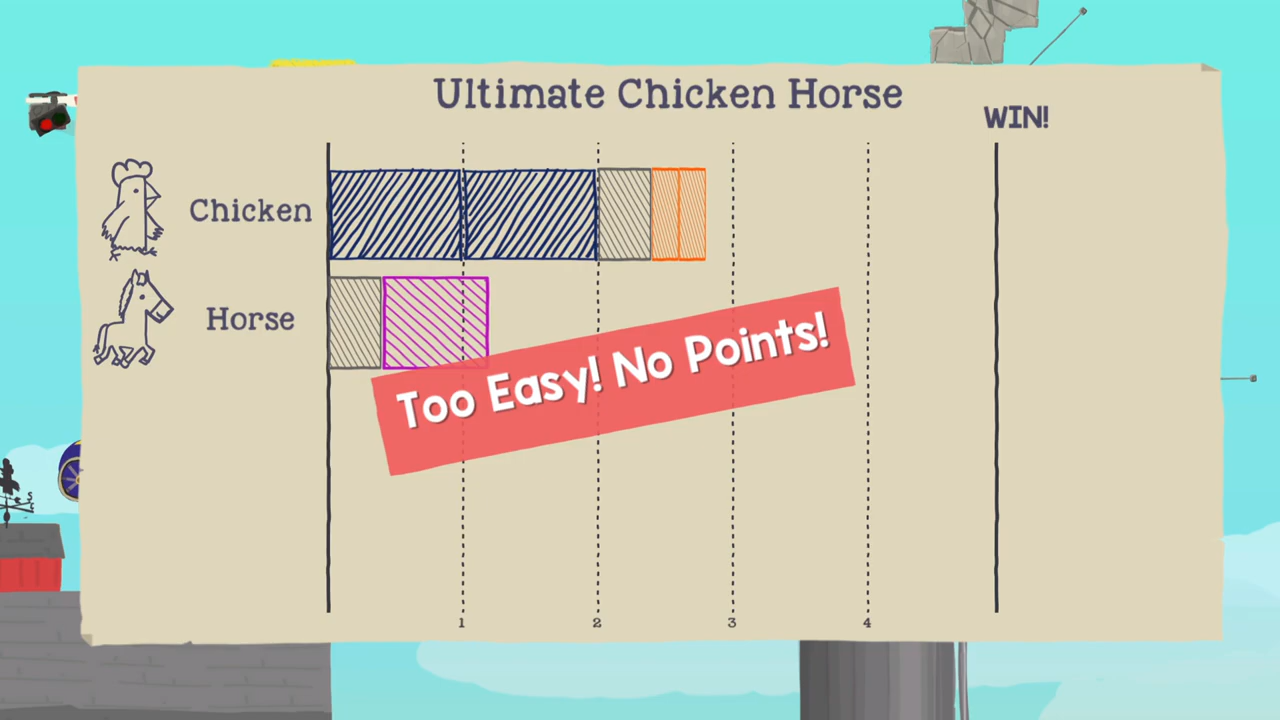 Ultimate Chicken Horse
WIN!
Chicken
Horse
Too Easy! No Points!
1 2 3 4
S